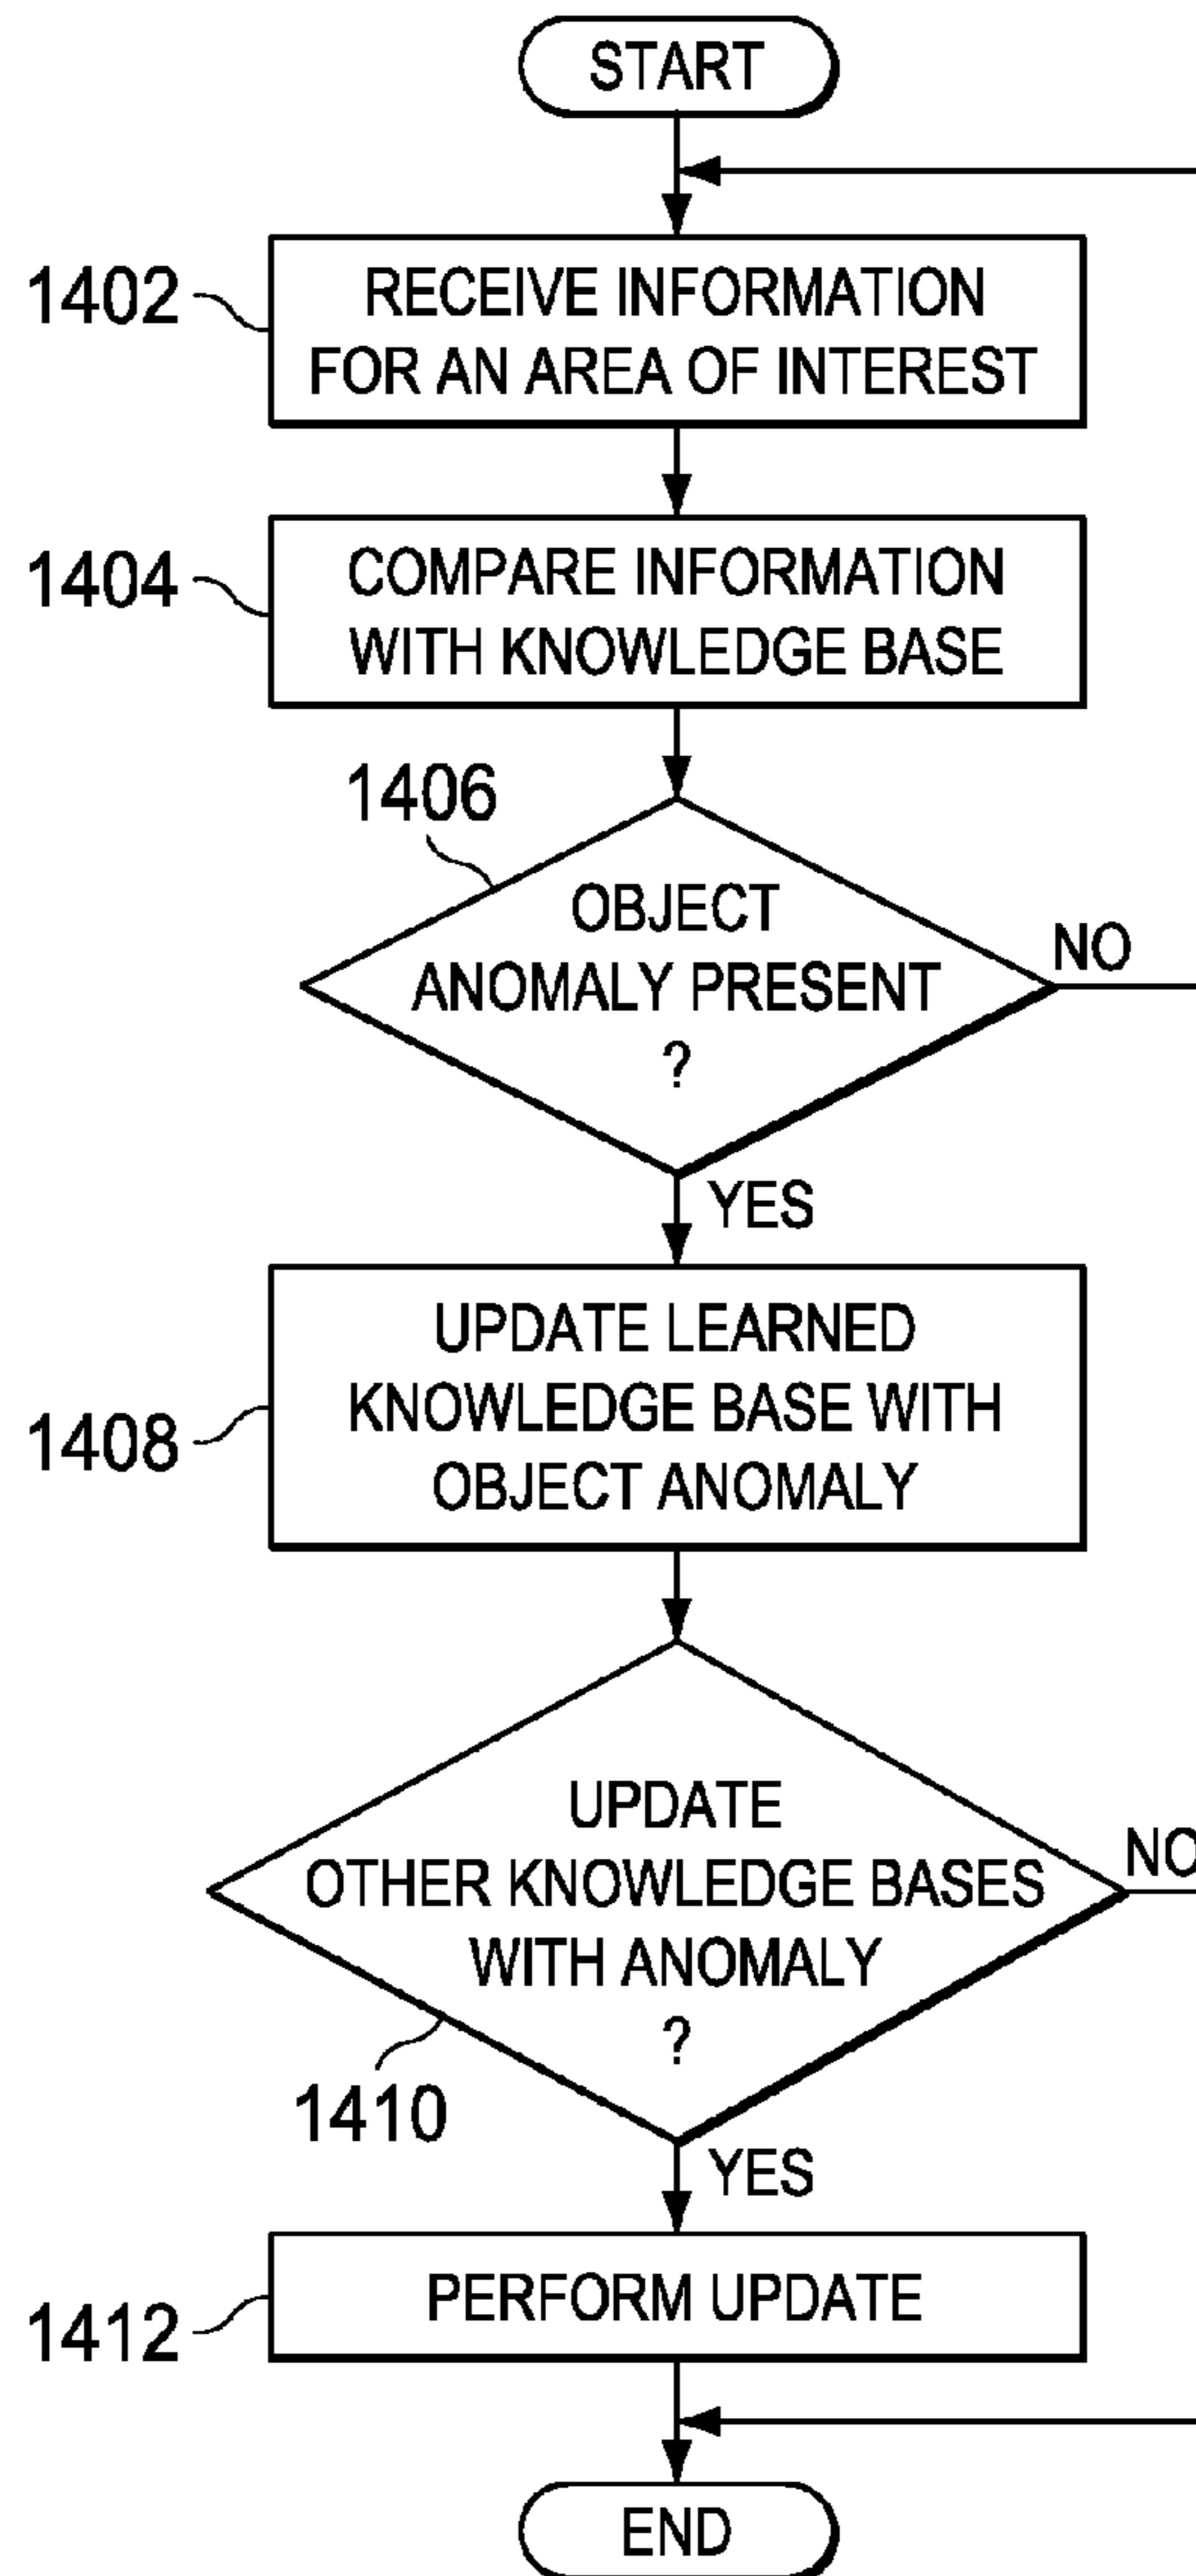 START
1402
RECEIVE INFORMATION
FOR AN AREA OF INTEREST
1404
COMPARE INFORMATION
WITH KNOWLEDGE BASE
1406
OBJECT
ANOMALY PRESENT
?
NO
YES
1408
UPDATE LEARNED
KNOWLEDGE BASE WITH
OBJECT ANOMALY
UPDATE
OTHER KNOWLEDGE BASES
WITH ANOMALY
?
NO
1410
YES
1412
PERFORM UPDATE
END